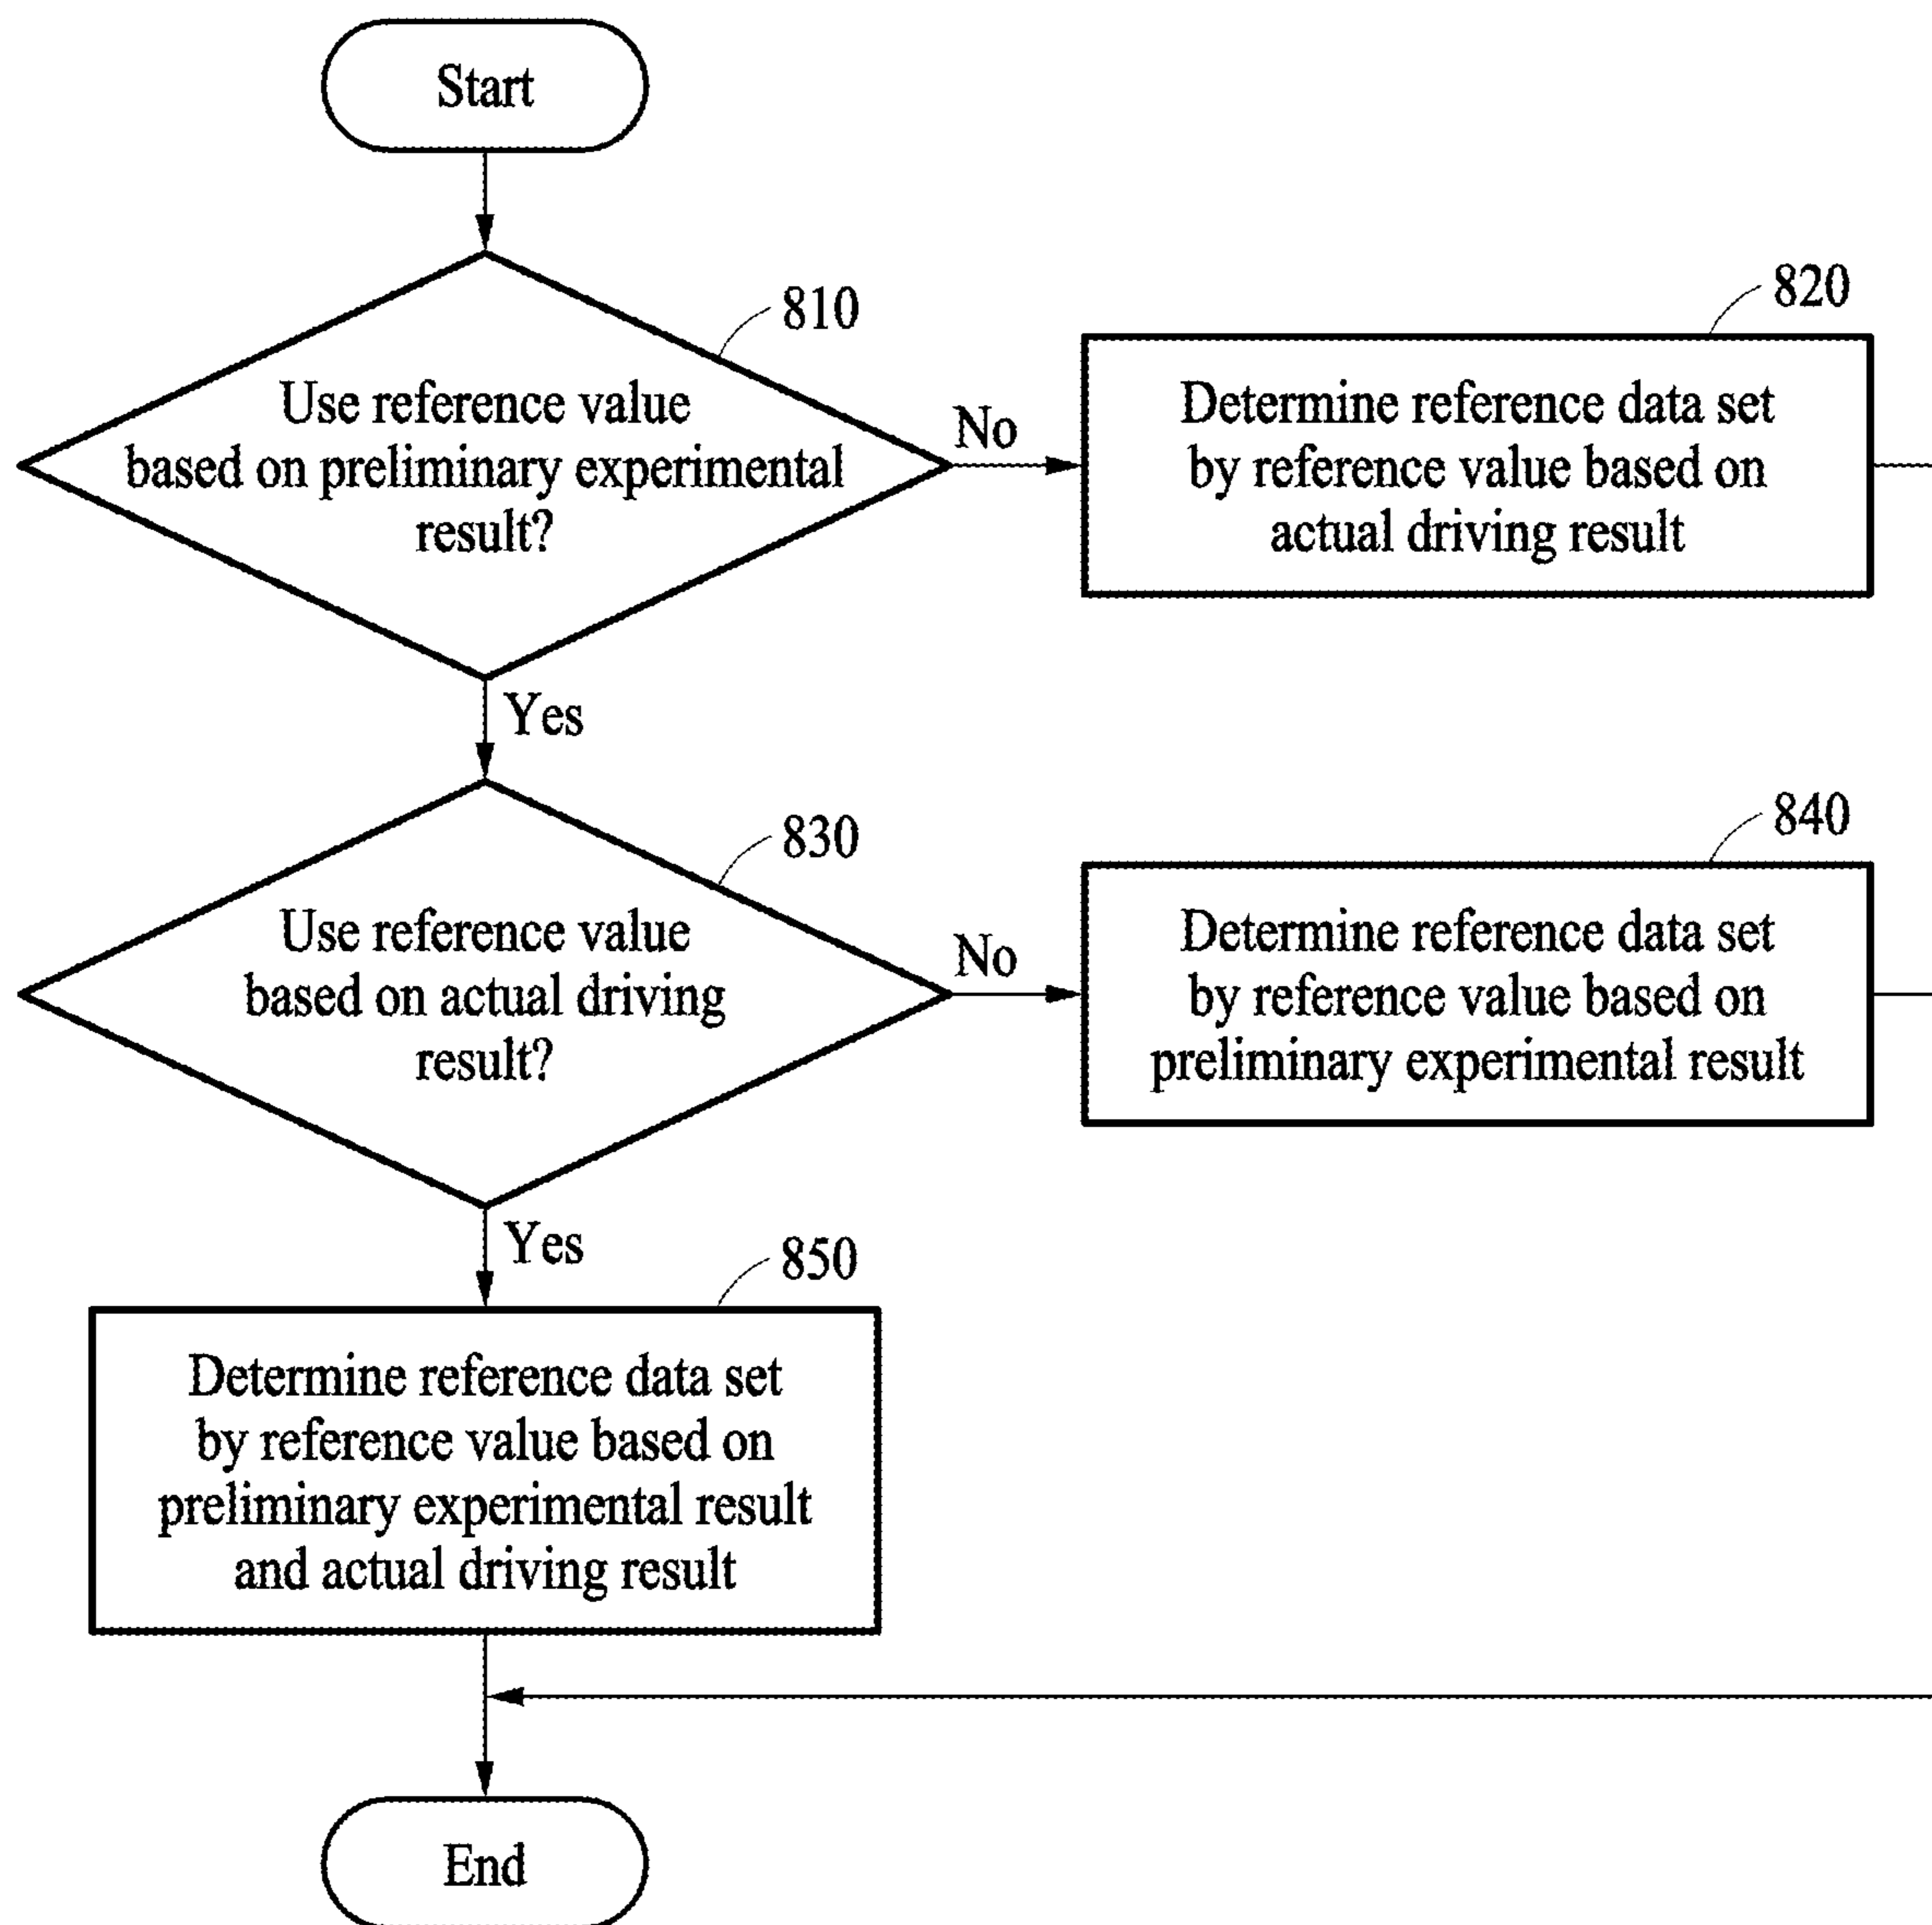 Start
810
Use reference value
based on preliminary experimental
result?
No
820
Determine reference data set
by reference value based on
actual driving result
Yes
830
Use reference value
based on actual driving
result?
No
840
Determine reference data set
by reference value based on
preliminary experimental result
Yes
850
Determine reference data set
by reference value based on
preliminary experimental result
and actual driving result
End